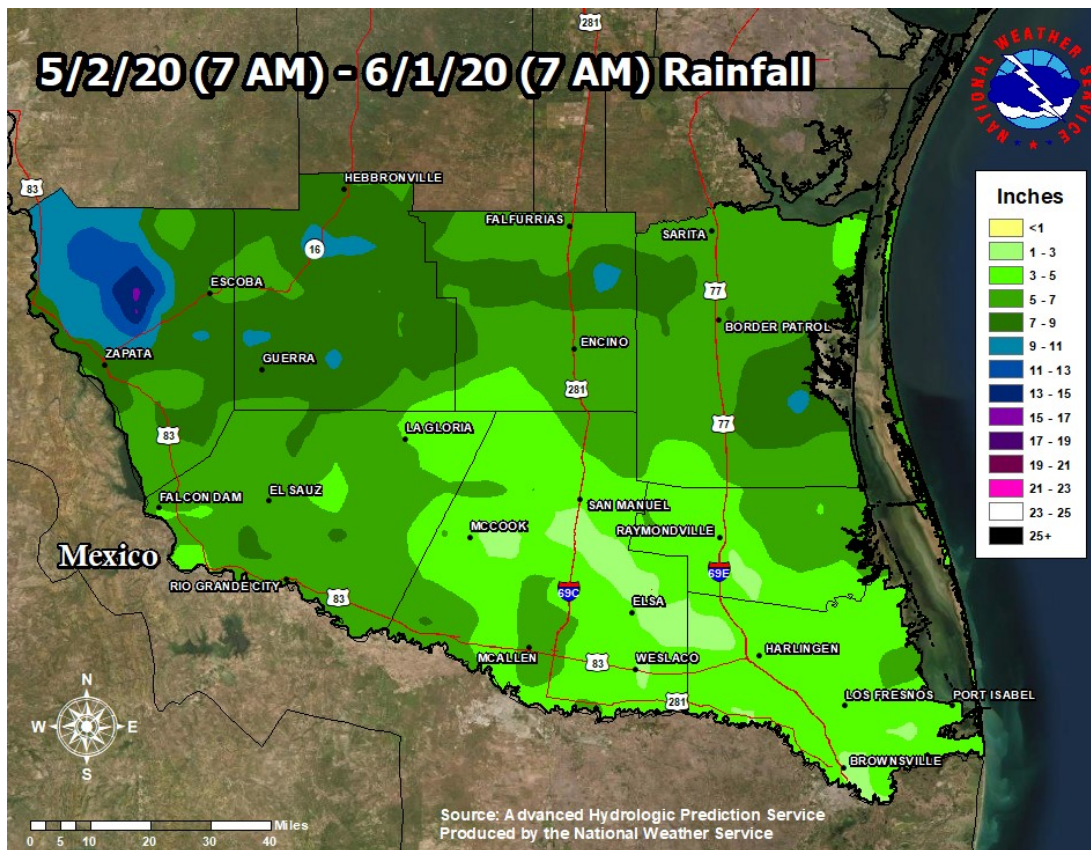 5/2/20 (7 AM) - 6/1/20 (7 AM) Rainfall
NATIONAL WEATHER SERVICE
281
83
HEBBRONVILLE
FALFURRIAS
SARITA
16
ESCOBA
77
BORDER PATROL
ZAPATA
GUERRA
ENCINO
281
83
LA GLORIA
77
FALCON DAM
EL SAUZ
SAN MANUEL
MCCOOK
RAYMONDVILLE
Mexico
RIO GRANDE CITY
83
69C
69E
ELSA
MCALLEN
83
WESLACO
HARLINGEN
281
LOS FRESNOS
PORT ISABEL
BROWNSVILLE
Inches
<1
1 - 3
3 - 5
5 - 7
7 - 9
9 - 11
11 - 13
13 - 15
15 - 17
17 - 19
19 - 21
21 - 23
23 - 25
25+
N
W E
S
Miles
0 5 10 20 30 40
Source: Advanced Hydrologic Prediction Service
Produced by the National Weather Service